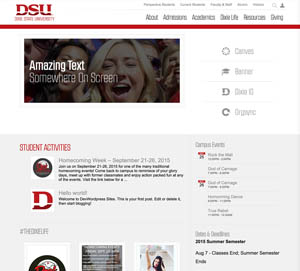 Perspective Students Current Students Faculty & Staff Alumni Visitors
DSU
DIXIE STATE UNIVERSITY
About Admissions Academics Dixie Life Resources Giving
Amazing Text
Somewhere On Screen
Canvas
Banner
Dixie ID
Orgsync
STUDENT ACTIVITIES
Homecoming Week – September 21-26, 2015
Join us on September 21-26, 2015 for one of the many traditional
homecoming events! Come back to campus to reminisce of your glory
days, meet up with former classmates and enjoy action packed fun at any
of the events. Visit the link below for a ...
Hello world!
Welcome to DevWordpress Sites. This is your first post. Edit or delete it,
then start blogging!
Campus Events
Rock the Mall
Out of Carnage
Out of Carnage
Homecoming Dance
True Rebel
#THEDIXIELIFE
Dates & Deadlines
2015 Summer Semester
Aug 7 - Classes End; Summer Semester
Ends